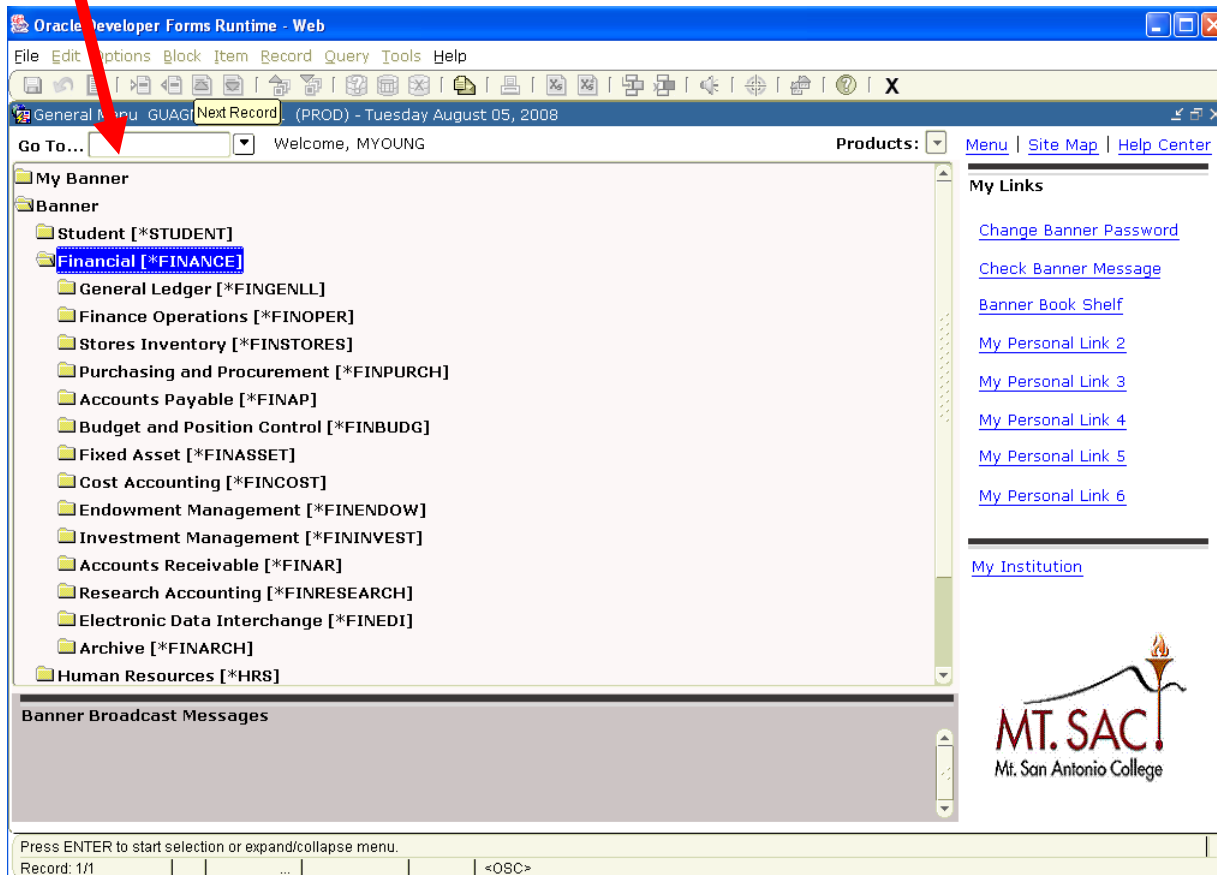 Oracle Developer Forms Runtime - Web
File Edit Options Block Item Record Query Tools Help
X
General Menu GUAG (PROD) - Tuesday August 05, 2008
Next Record
Go To... Welcome, MYOUNG Products: Menu | Site Map | Help Center
My Banner
Banner
Student [*STUDENT]
Financial [*FINANCE]
General Ledger [*FINGENLL]
Finance Operations [*FINOPER]
Stores Inventory [*FINSTORES]
Purchasing and Procurement [*FINPURCH]
Accounts Payable [*FINAP]
Budget and Position Control [*FINBUDG]
Fixed Asset [*FINASSET]
Cost Accounting [*FINCOST]
Endowment Management [*FINENDOW]
Investment Management [*FININVEST]
Accounts Receivable [*FINAR]
Research Accounting [*FINRESEARCH]
Electronic Data Interchange [*FINEDI]
Archive [*FINARCH]
Human Resources [*HRS]
My Links
Change Banner Password
Check Banner Message
Banner Book Shelf
My Personal Link 2
My Personal Link 3
My Personal Link 4
My Personal Link 5
My Personal Link 6
My Institution
MT. SAC
Mt. San Antonio College
Banner Broadcast Messages
Press ENTER to start selection or expand/collapse menu.
Record: 1/1 ... <OSC>